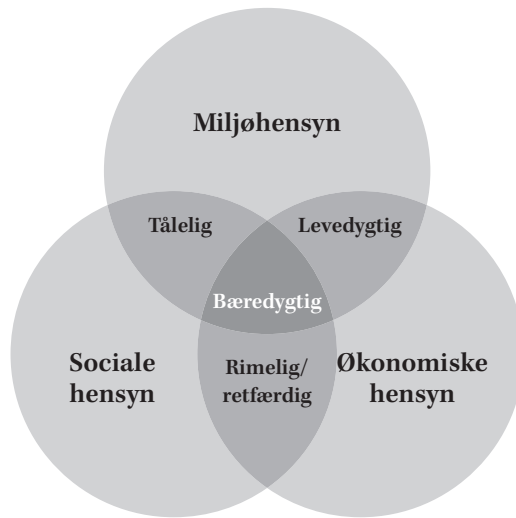 Miljøhensyn
Tålelig
Levedygtig
Bæredygtig
Sociale
hensyn
Rimelig/
retfærdig
Økonomiske
hensyn